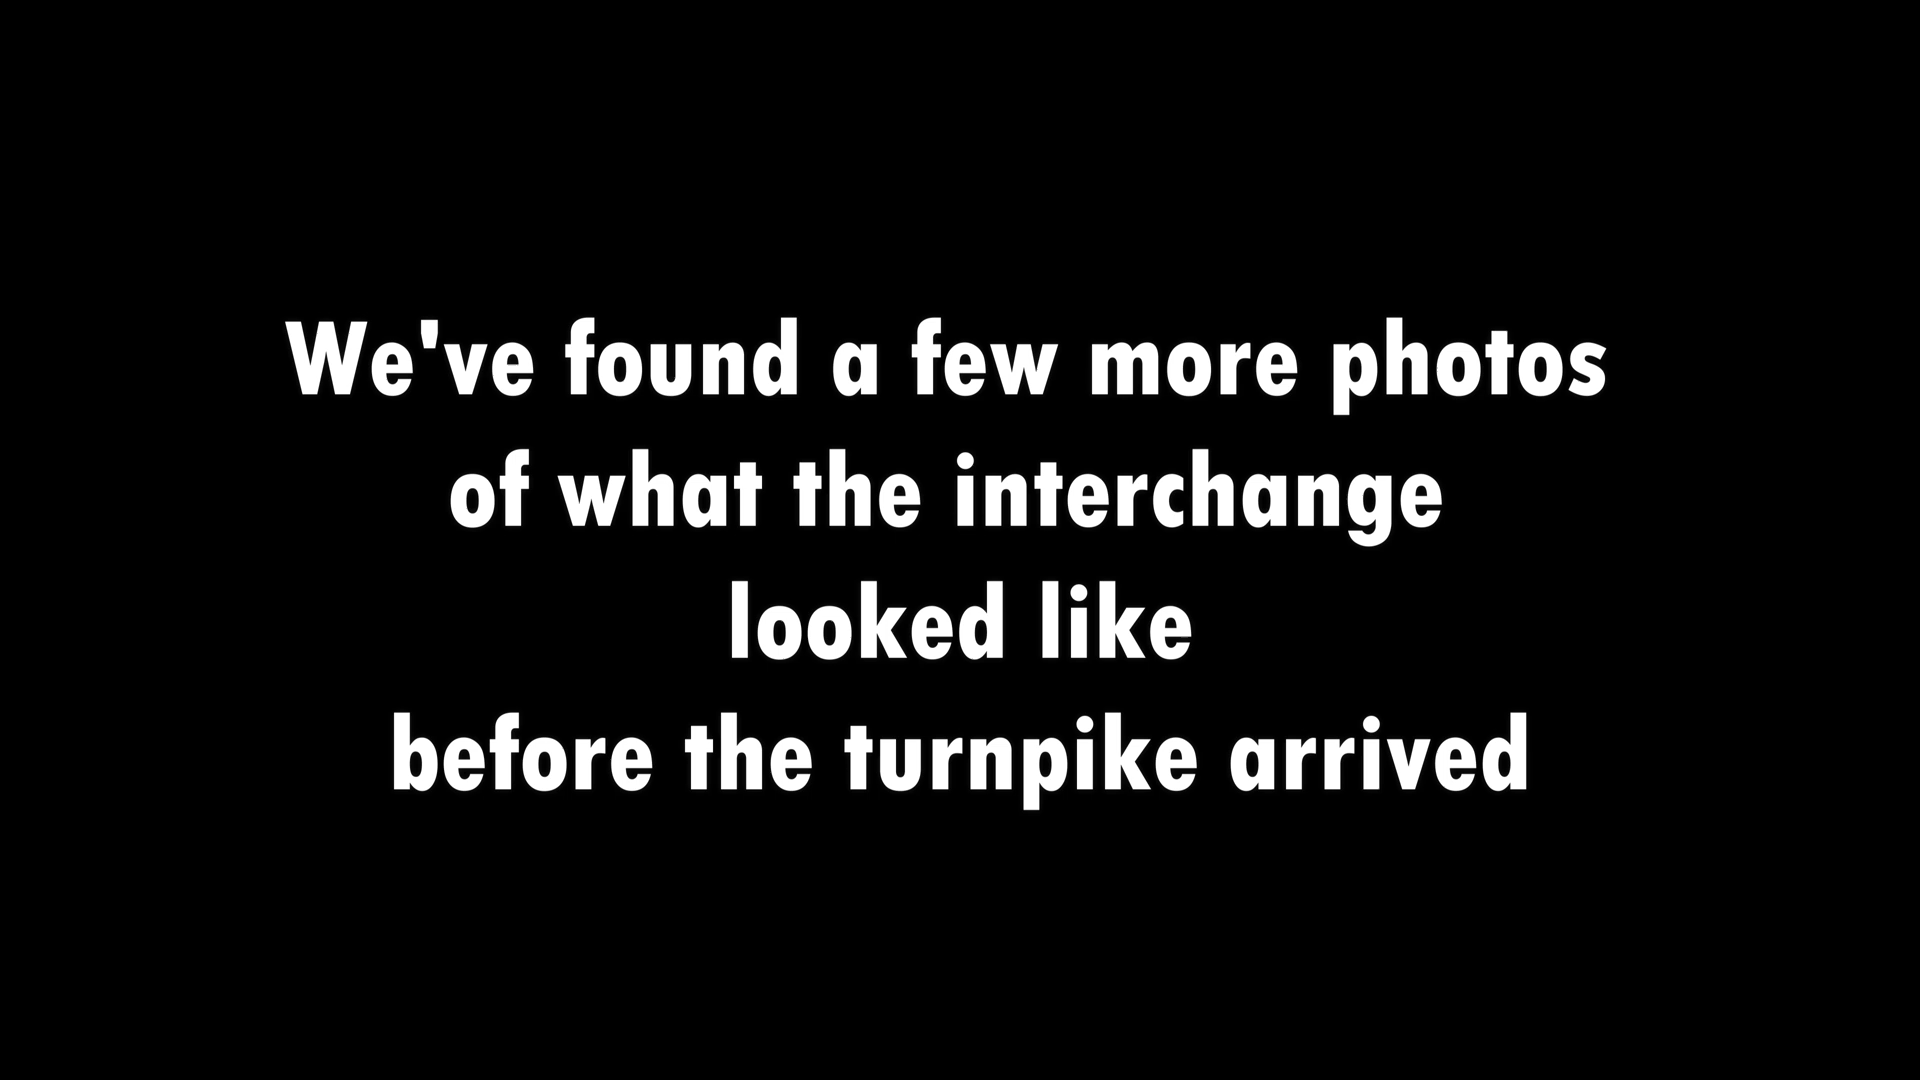 We've found a few more photos
of what the interchange
looked like
before the turnpike arrived